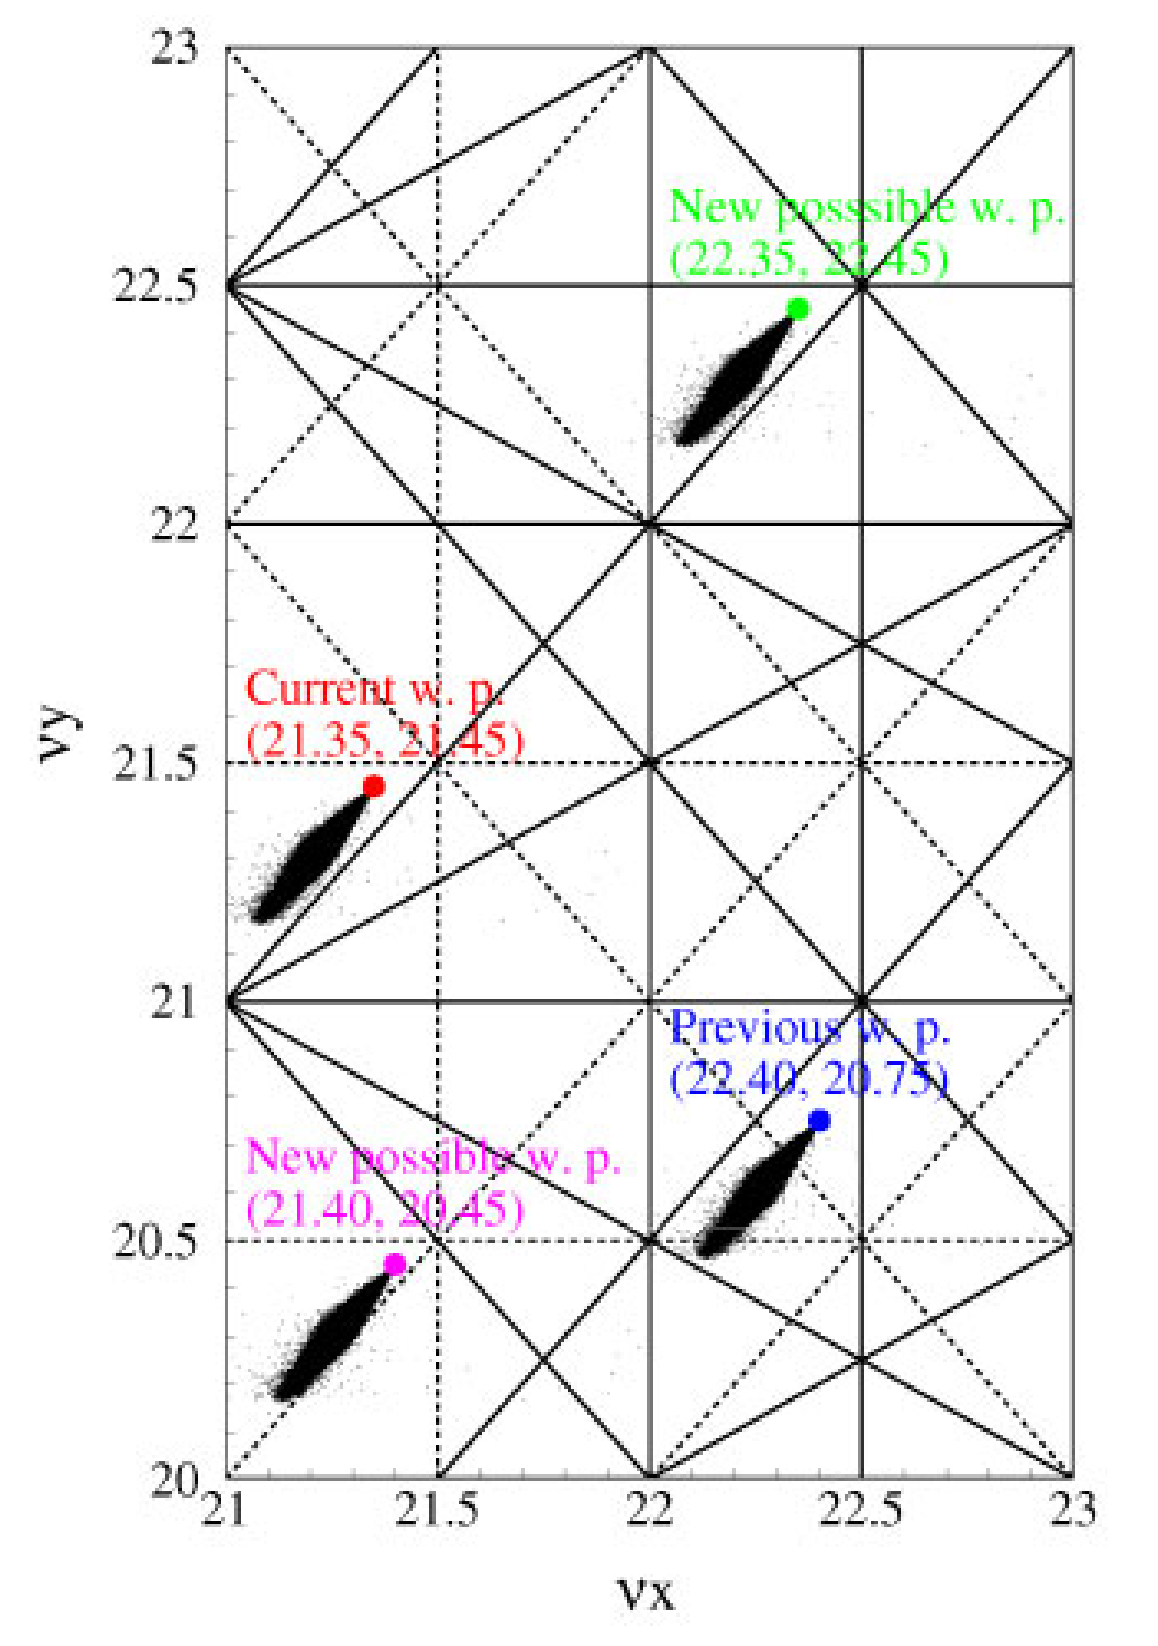 23
New posssible w. p.
(22.35, 22.45)
22.5
22
Current w. p.
(21.35, 21.45)
νy
21.5
21
Previous w. p.
(22.40, 20.75)
New possible w. p.
(21.40, 20.45)
20.5
20
21 21.5 22 22.5 23
νx